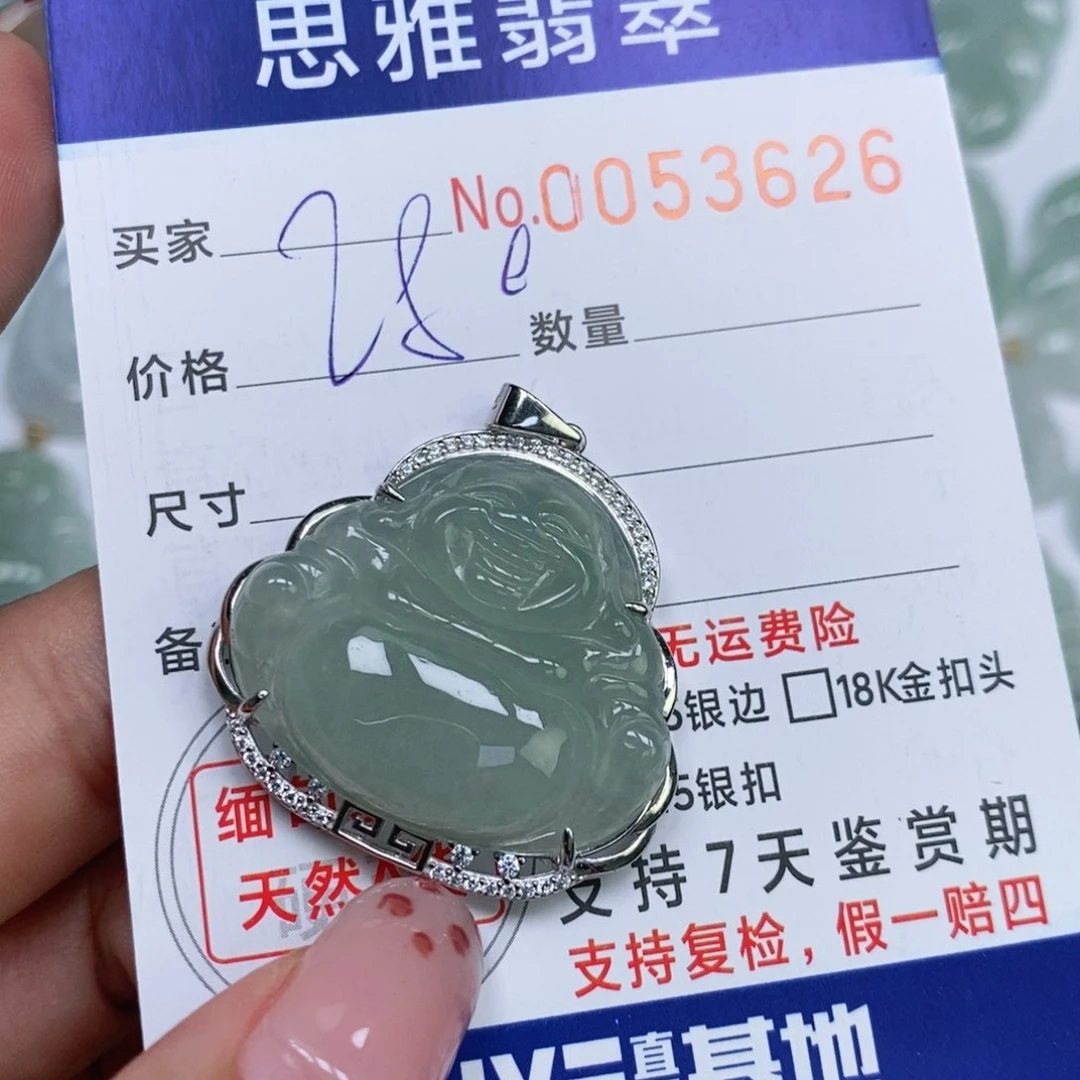 思雅翡翠
No.0053626
买家
价格
数量
尺寸
备
无运费险
银边 □18K金扣头
5银扣
缅
天然
支持7天鉴赏期
支持复检，假一赔四
基地